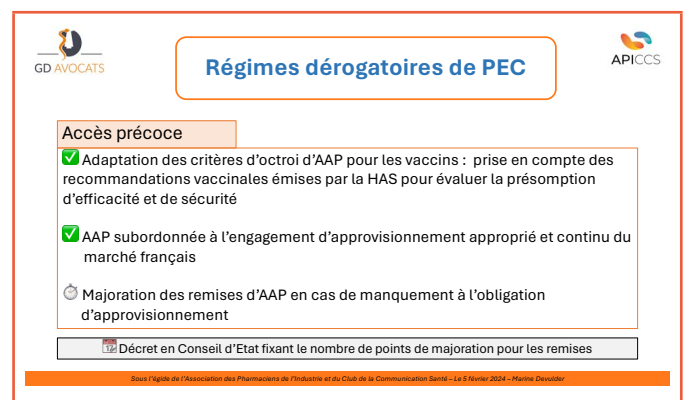 GD AVOCATS
Régimes dérogatoires de PEC
APICCS
Accès précoce
✅ Adaptation des critères d'octroi d'AAP pour les vaccins : prise en compte des
recommandations vaccinales émises par la HAS pour évaluer la présomption
d'efficacité et de sécurité
✅ AAP subordonnée à l'engagement d'approvisionnement approprié et continu du
marché français
⏱ Majoration des remises d'AAP en cas de manquement à l'obligation
d'approvisionnement
📅 Décret en Conseil d'Etat fixant le nombre de points de majoration pour les remises
Sous l'égide de l'Association des Pharmaciens de l'Industrie et du Club de la Communication Santé – Le 5 février 2024 – Marine Devulder